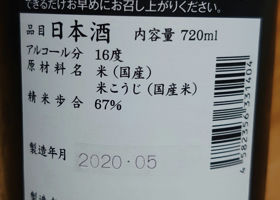 できるだけお早めにお召し上がりください。
品目 日本酒 内容量 720ml
アルコール分 16度
原材料名 米(国産)
米こうじ(国産米)
精米歩合 67%
製造年月 2020.05
4582356331404